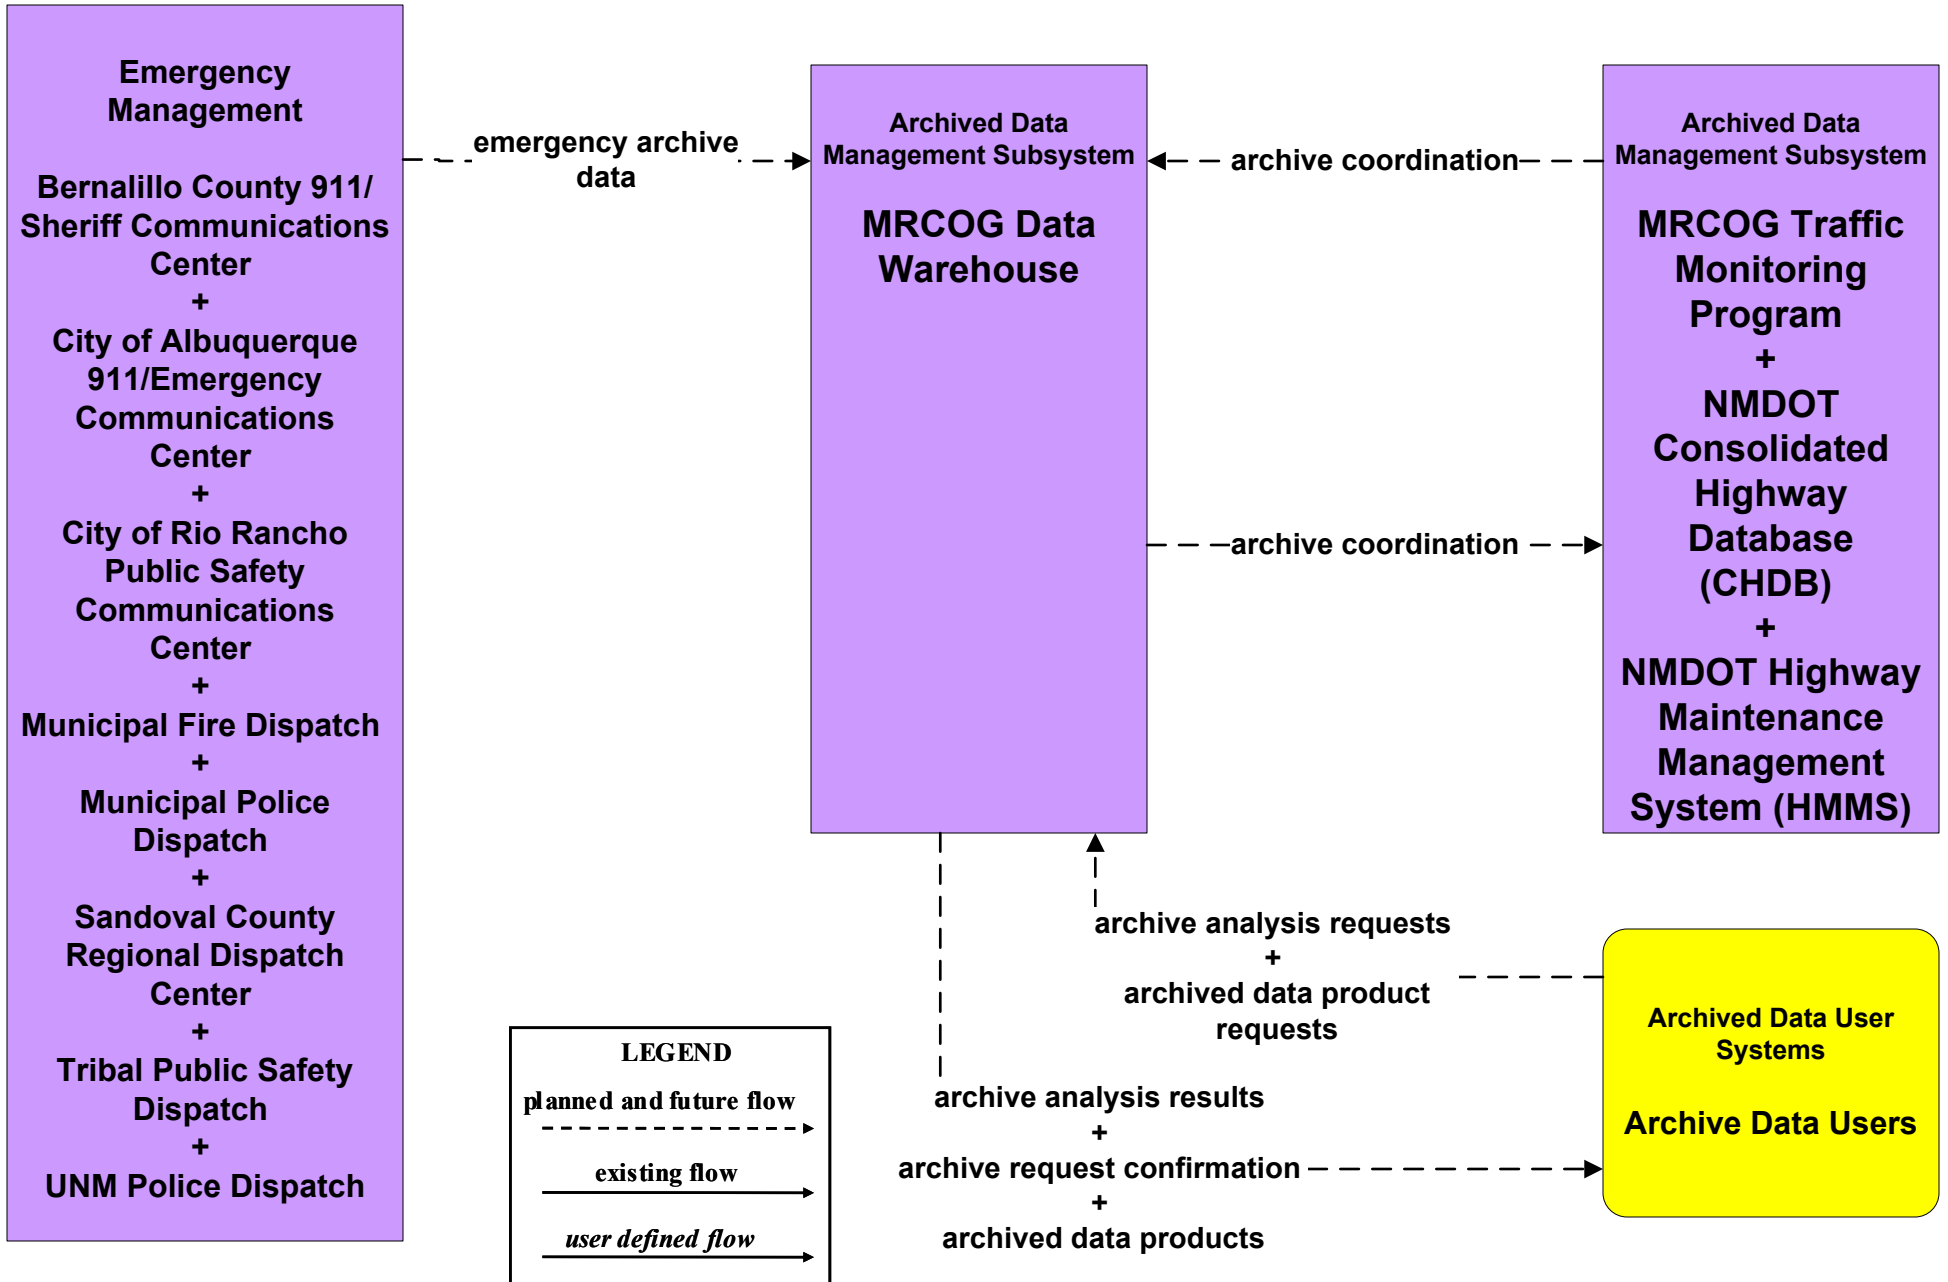 Emergency
Management
Bernalillo County 911/
Sheriff Communications
Center
+
City of Albuquerque
911/Emergency
Communications
Center
+
City of Rio Rancho
Public Safety
Communications
Center
+
Municipal Fire Dispatch
+
Municipal Police
Dispatch
+
Sandoval County
Regional Dispatch
Center
+
Tribal Public Safety
Dispatch
+
UNM Police Dispatch
emergency archive
data
Archived Data
Management Subsystem
MRCOG Data
Warehouse
archive coordination
archive coordination
Archived Data
Management Subsystem
MRCOG Traffic
Monitoring
Program
+
NMDOT
Consolidated
Highway
Database
(CHDB)
+
NMDOT Highway
Maintenance
Management
System (HMMS)
archive analysis requests
+
archived data product
requests
Archived Data User
Systems
Archive Data Users
archive analysis results
+
archive request confirmation
+
archived data products
LEGEND
planned and future flow
existing flow
user defined flow